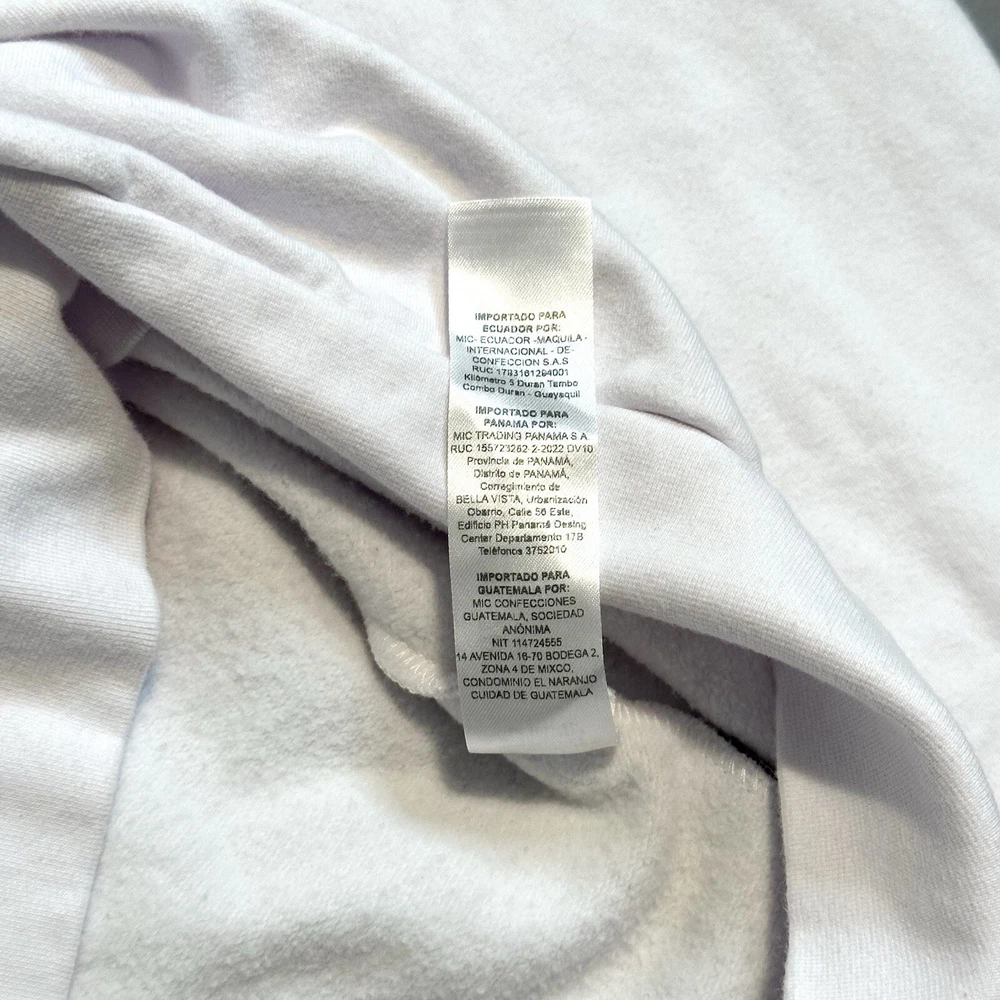 IMPORTADO PARA
ECUADOR POR:
MIC- ECUADOR -MAQUILA-
INTERNACIONAL - DE-
CONFECCION S.A.S
RUC 1793161294001
Kilómetro 5 Duran Tambo
Combo Duran - Guayaquil
IMPORTADO PARA
PANAMA POR:
MIC TRADING PANAMA S.A.
RUC 155723262-2-2022 DV10
Provincia de PANAMÁ,
Distrito de PANAMÁ,
Corregimiento de
BELLA VISTA, Urbanización
Obarrio, Calle 56 Este,
Edificio PH Panamá Desing
Center Departamento 17B
Teléfonos 3752010
IMPORTADO PARA
GUATEMALA POR:
MIC CONFECCIONES
GUATEMALA, SOCIEDAD
ANÓNIMA
NIT 114724555
14 AVENIDA 16-70 BODEGA 2,
ZONA 4 DE MIXCO,
CONDOMINIO EL NARANJO
CUIDAD DE GUATEMALA